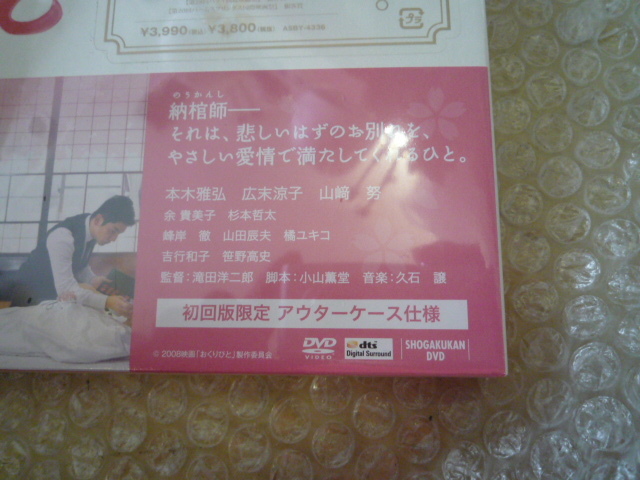 ¥3,990(税込) ¥3,800(税抜) ASBY-4236
のうかんし
納棺師――
それは、悲しいはずのお別れを、
やさしい愛情で満たしてくれるひと。
本木雅弘 広末涼子 山﨑 努
余 貴美子 杉本哲太
峰岸 徹 山田辰夫 橘ユキコ
吉行和子 笹野高史
監督:滝田洋二郎 脚本:小山薫堂 音楽:久石 譲
初回版限定 アウターケース仕様
DVD VIDEO
dts Digital Surround
SHOGAKUKAN DVD
© 2008映画「おくりびと」製作委員会